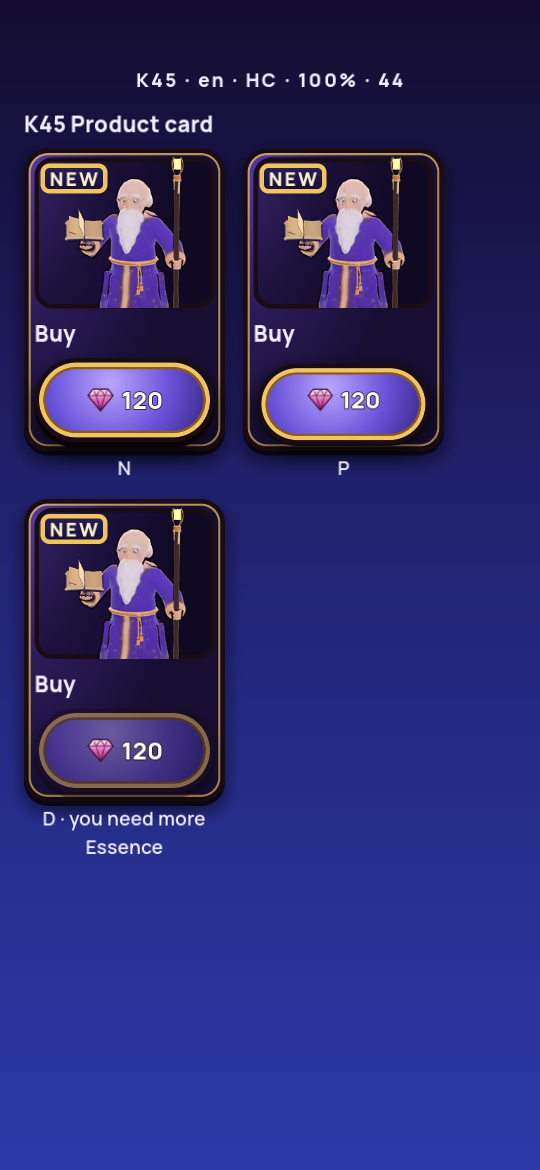 K45 · en · HC · 100% · 44
K45 Product card
NEW
NEW
Buy
Buy
120
120
N
P
NEW
Buy
120
D · you need more
Essence